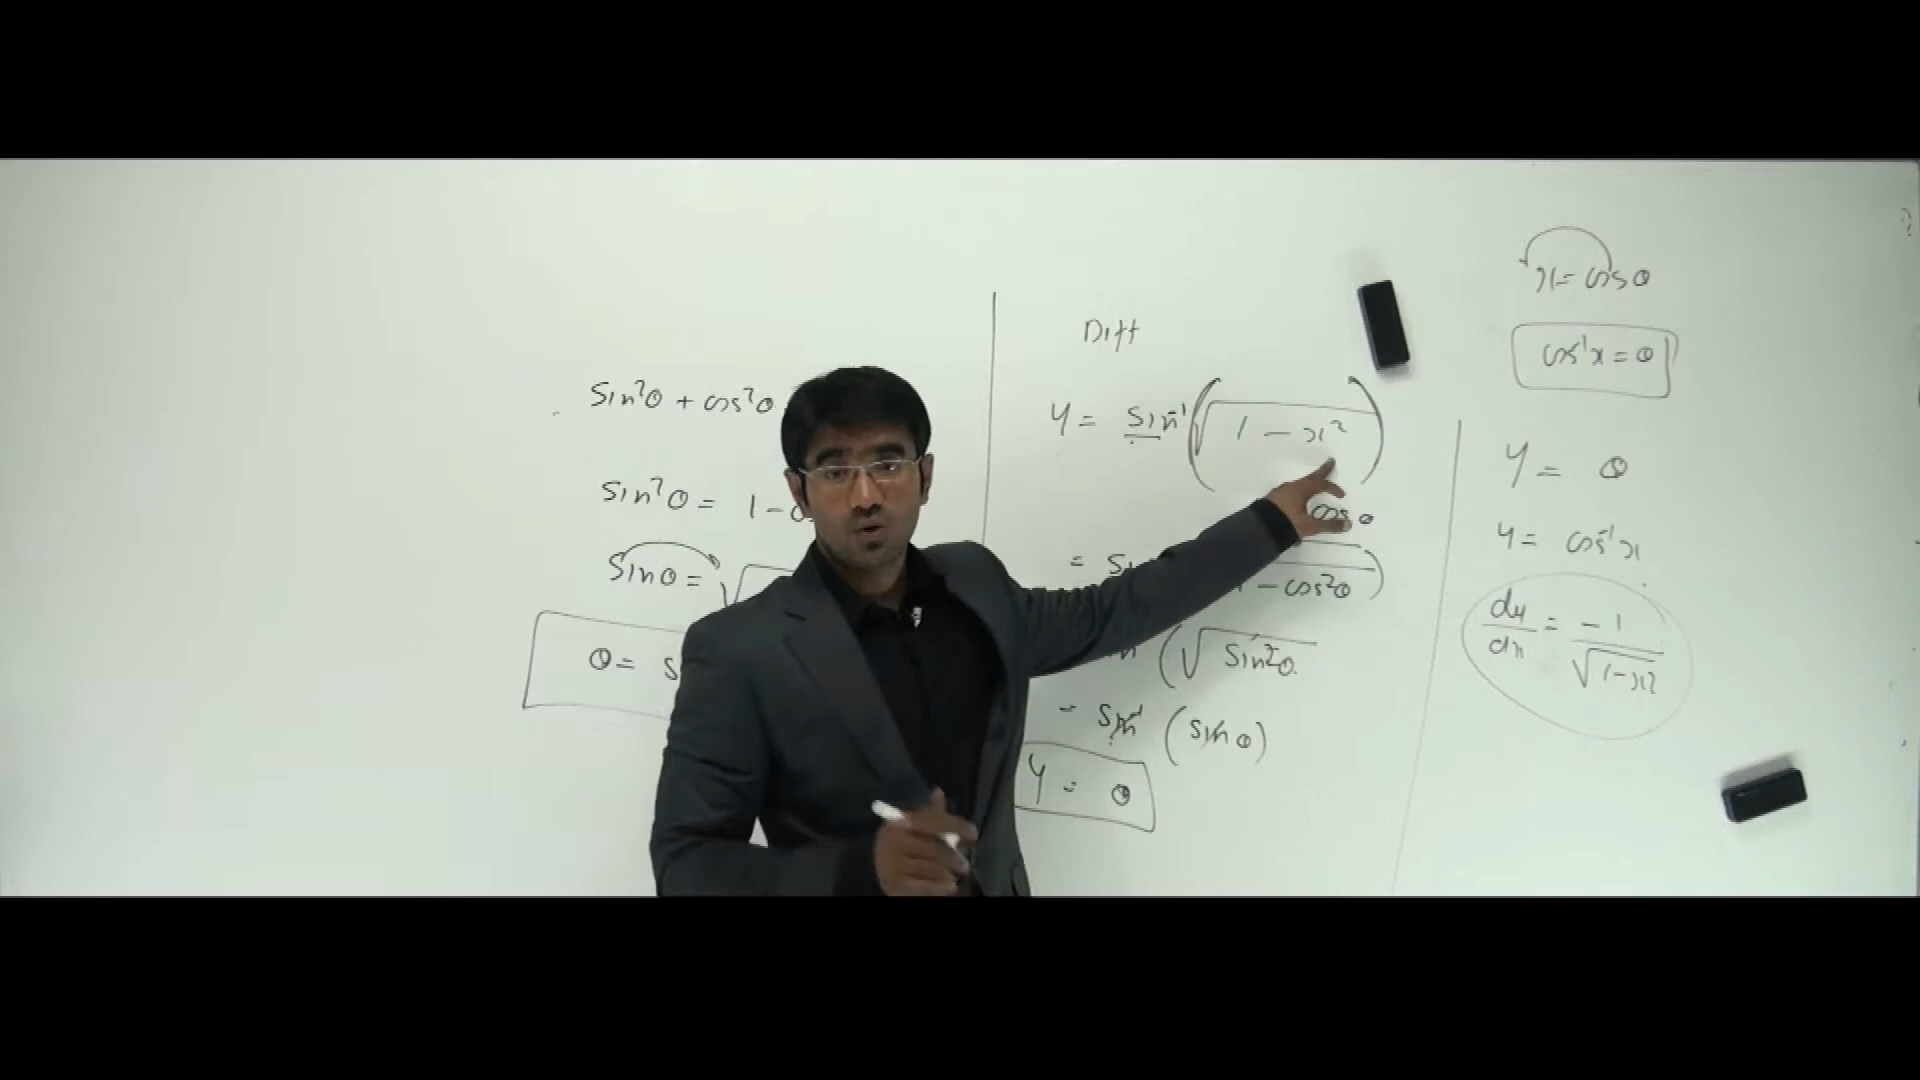 sin²θ + cos²θ
sin²θ = 1 -
sinθ = √
θ =
Diff
y = sin⁻¹(√(1 - x²))
cosθ
- cos²θ)
(√sin²θ
= sin⁻¹ (sin θ)
y = θ
x = cosθ
cos⁻¹x = θ
y = θ
y = cos⁻¹x
dy/dx = -1/√(1-x²)
?